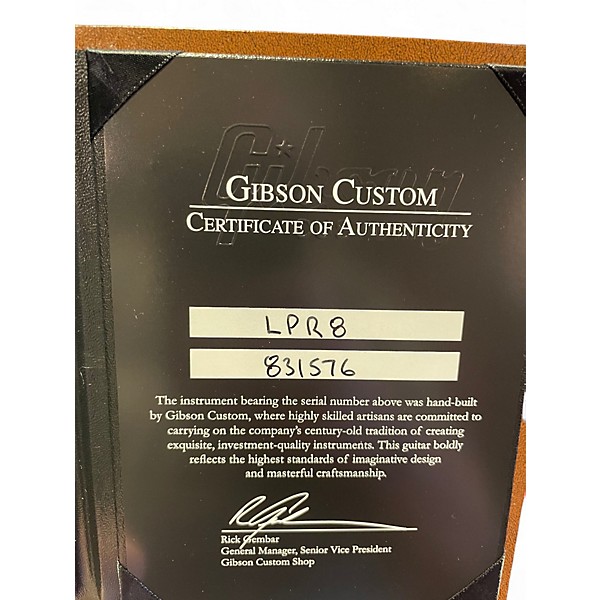 Gibson
GIBSON CUSTOM
CERTIFICATE OF AUTHENTICITY
LPR8
831576
The instrument bearing the serial number above was hand-built
by Gibson Custom, where highly skilled artisans are committed to
carrying on the company's century-old tradition of creating
exquisite, investment-quality instruments. This guitar boldly
reflects the highest standards of imaginative design
and masterful craftsmanship.
Rick Gembar
General Manager, Senior Vice President
Gibson Custom Shop